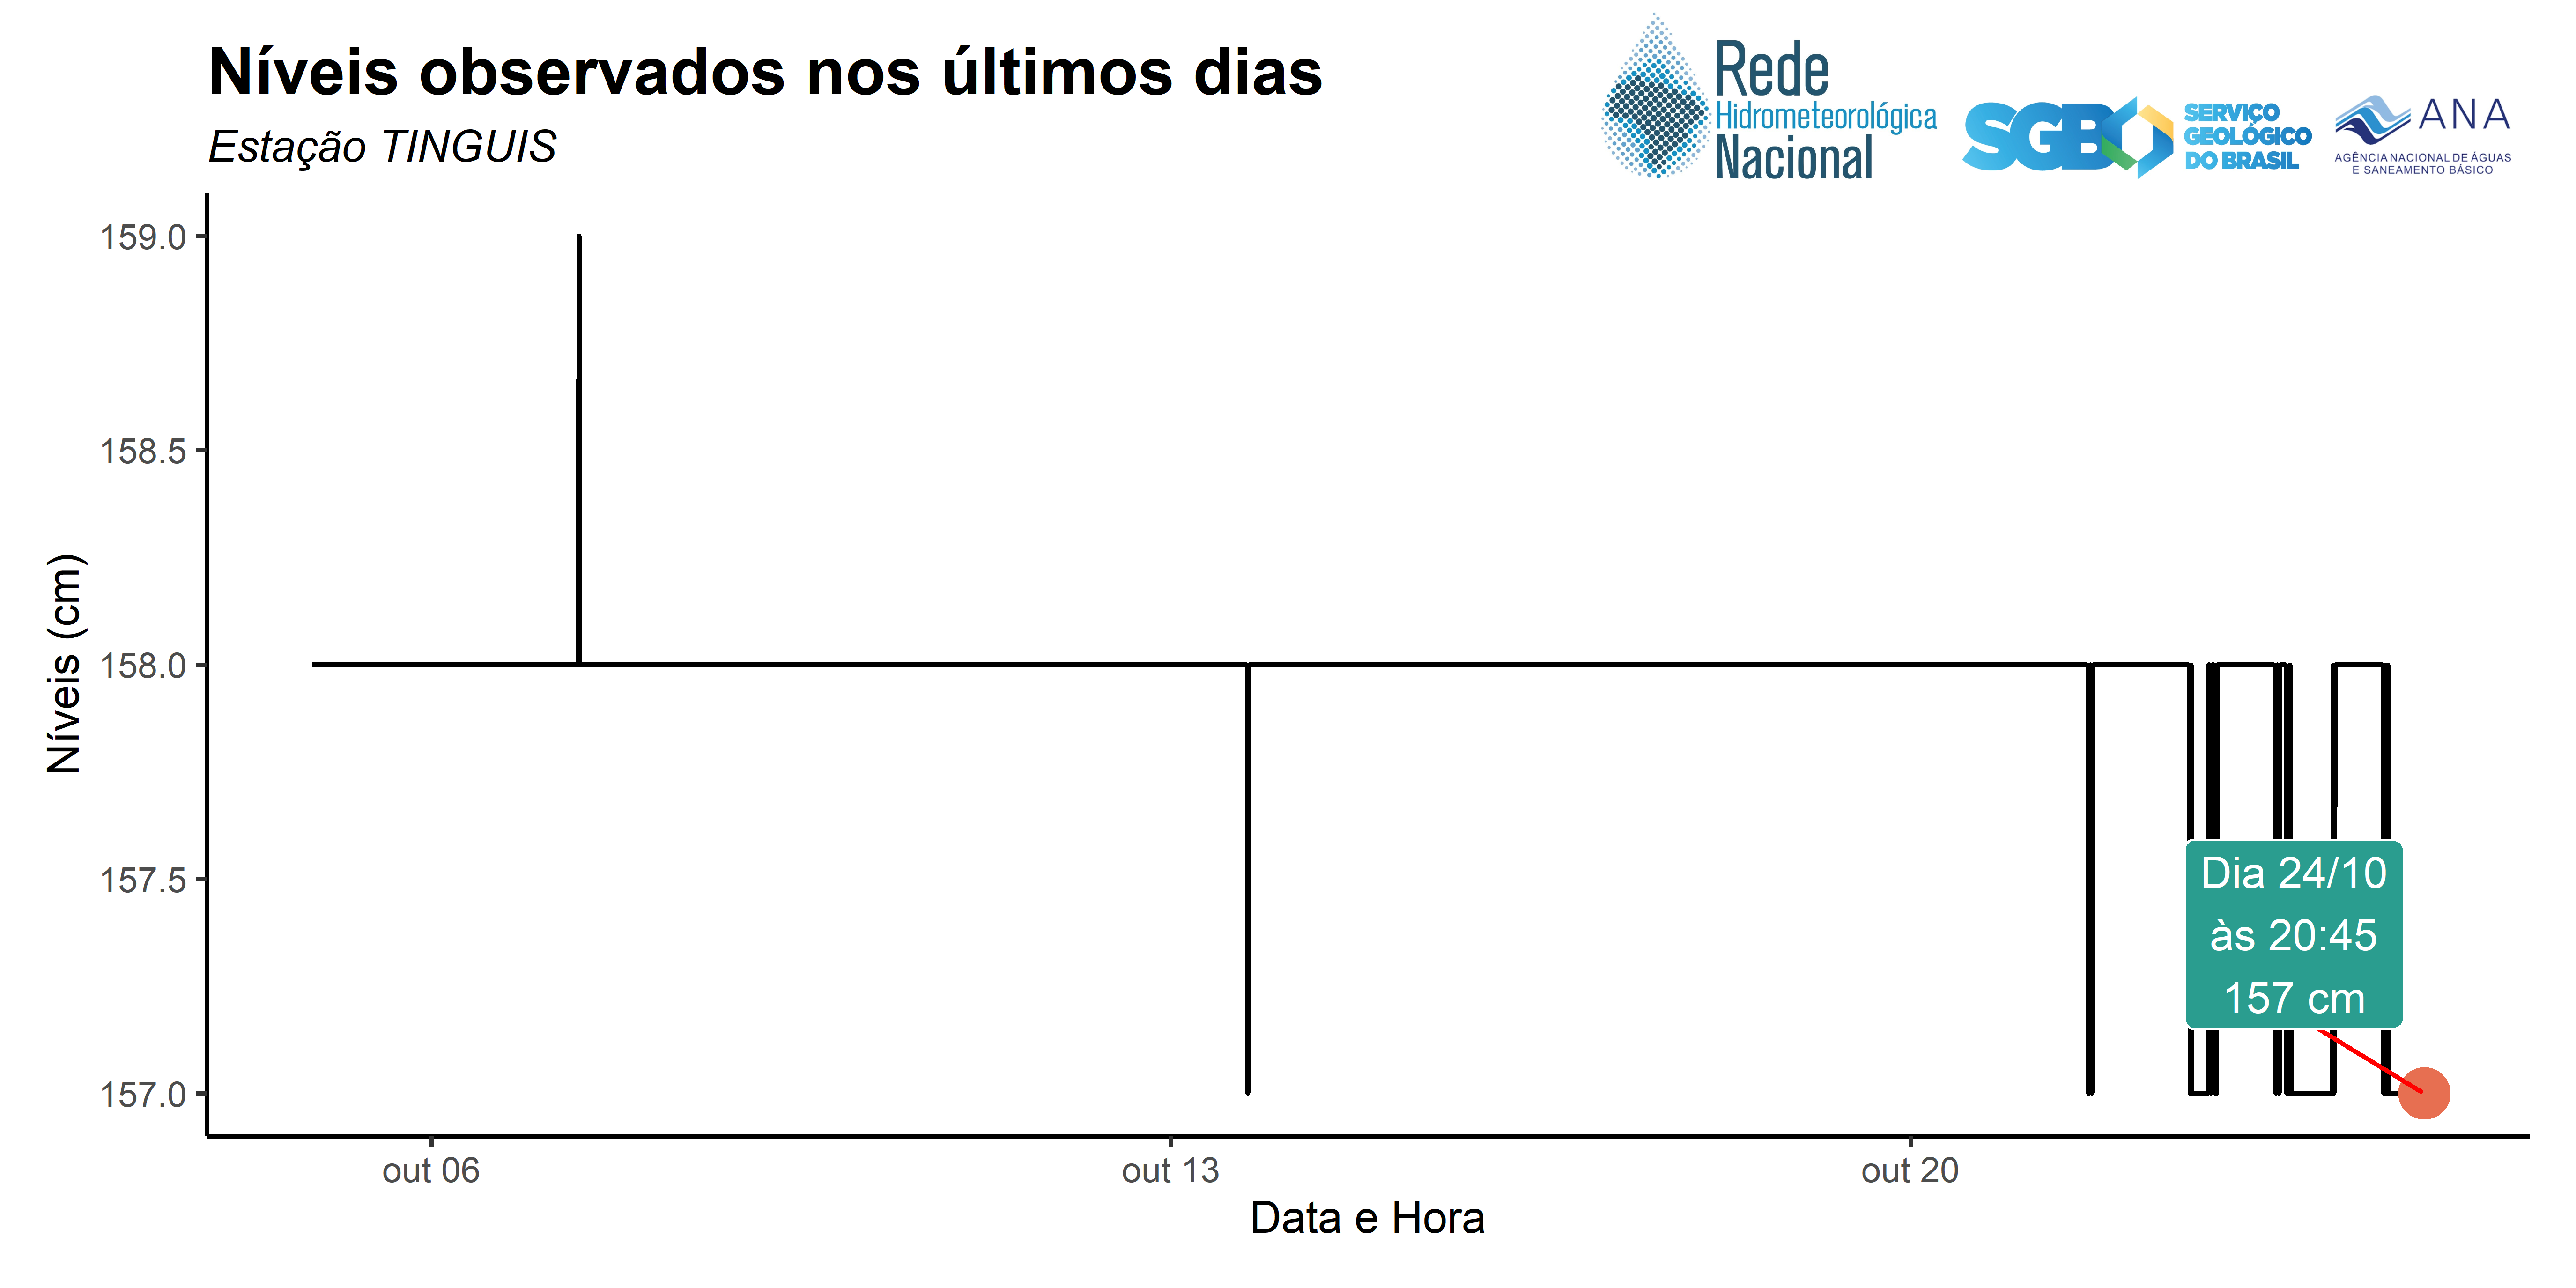 Níveis observados nos últimos dias
Estação TINGUIS
Rede
Hidrometeorológica
Nacional
SGB
SERVIÇO
GEOLÓGICO
DO BRASIL
ANA
AGÊNCIA NACIONAL DE ÁGUAS
E SANEAMENTO BÁSICO
Níveis (cm)
159.0
158.5
158.0
157.5
157.0
Dia 24/10
às 20:45
157 cm
out 06
out 13
out 20
Data e Hora